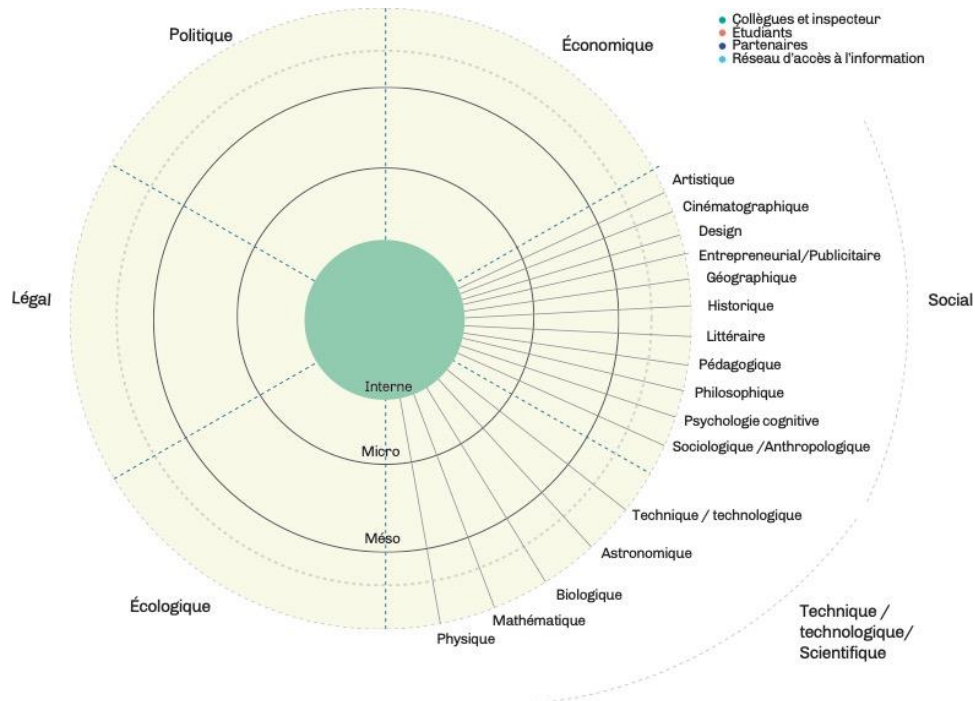 Politique
Économique
Collègues et inspecteur
Étudiants
Partenaires
Réseau d'accès à l'information
Artistique
Cinématographique
Design
Entrepreneurial/Publicitaire
Géographique
Légal
Historique
Social
Littéraire
Pédagogique
Philosophique
Interne
Psychologie cognitive
Sociologique /Anthropologique
Micro
Technique / technologique
Méso
Astronomique
Biologique
Écologique
Mathématique
Physique
Technique /
technologique/
Scientifique